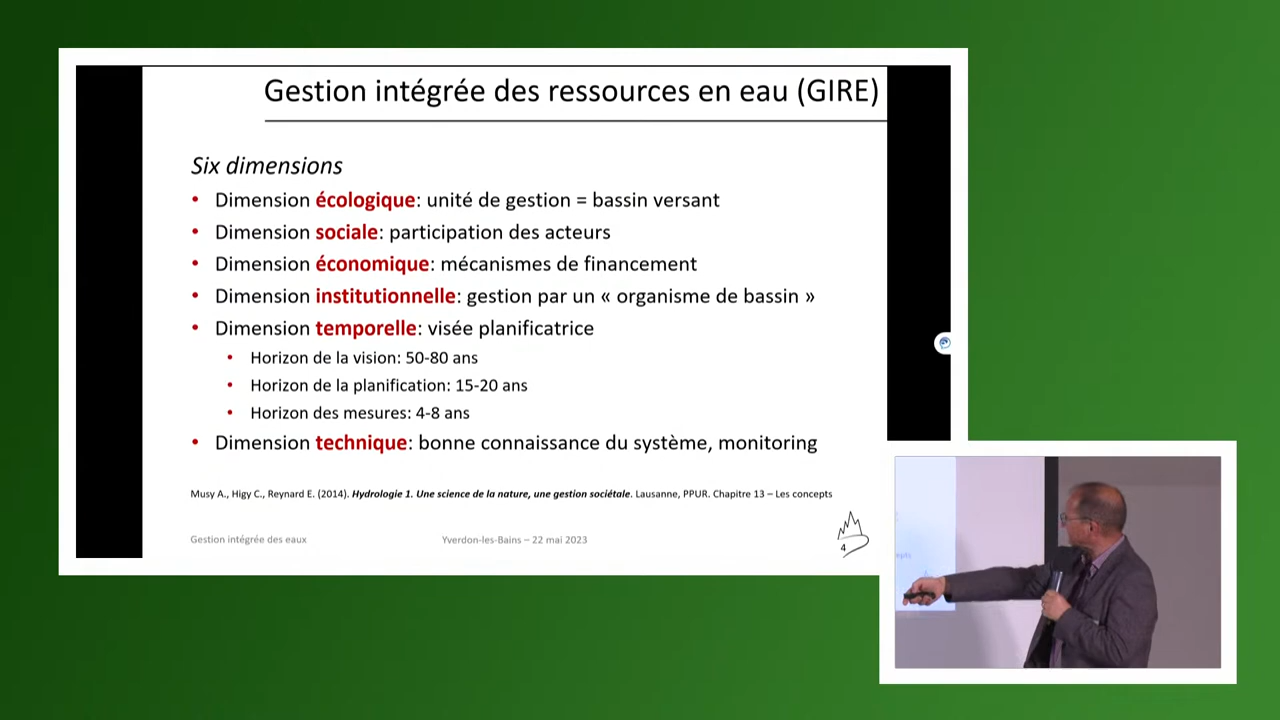 Gestion intégrée des ressources en eau (GIRE)
Six dimensions
• Dimension écologique: unité de gestion = bassin versant
• Dimension sociale: participation des acteurs
• Dimension économique: mécanismes de financement
• Dimension institutionnelle: gestion par un « organisme de bassin »
• Dimension temporelle: visée planificatrice
• Horizon de la vision: 50-80 ans
• Horizon de la planification: 15-20 ans
• Horizon des mesures: 4-8 ans
• Dimension technique: bonne connaissance du système, monitoring
Musy A., Higy C., Reynard E. (2014). Hydrologie 1. Une science de la nature, une gestion sociétale. Lausanne, PPUR. Chapitre 13 – Les concepts
Gestion intégrée des eaux
Yverdon-les-Bains – 22 mai 2023
4